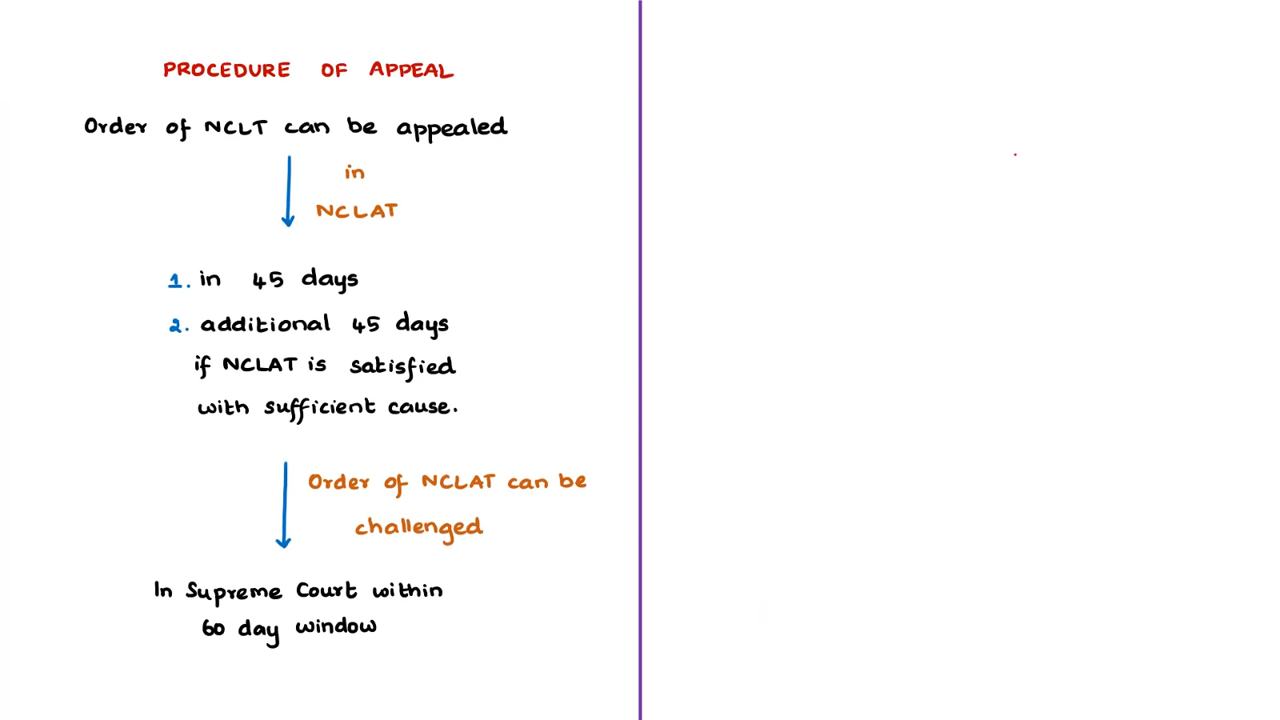 PROCEDURE OF APPEAL
Order of NCLT can be appealed
in
NCLAT
1. in 45 days
2. additional 45 days
if NCLAT is satisfied
with sufficient cause.
Order of NCLAT can be
challenged
In Supreme Court within
60 day window